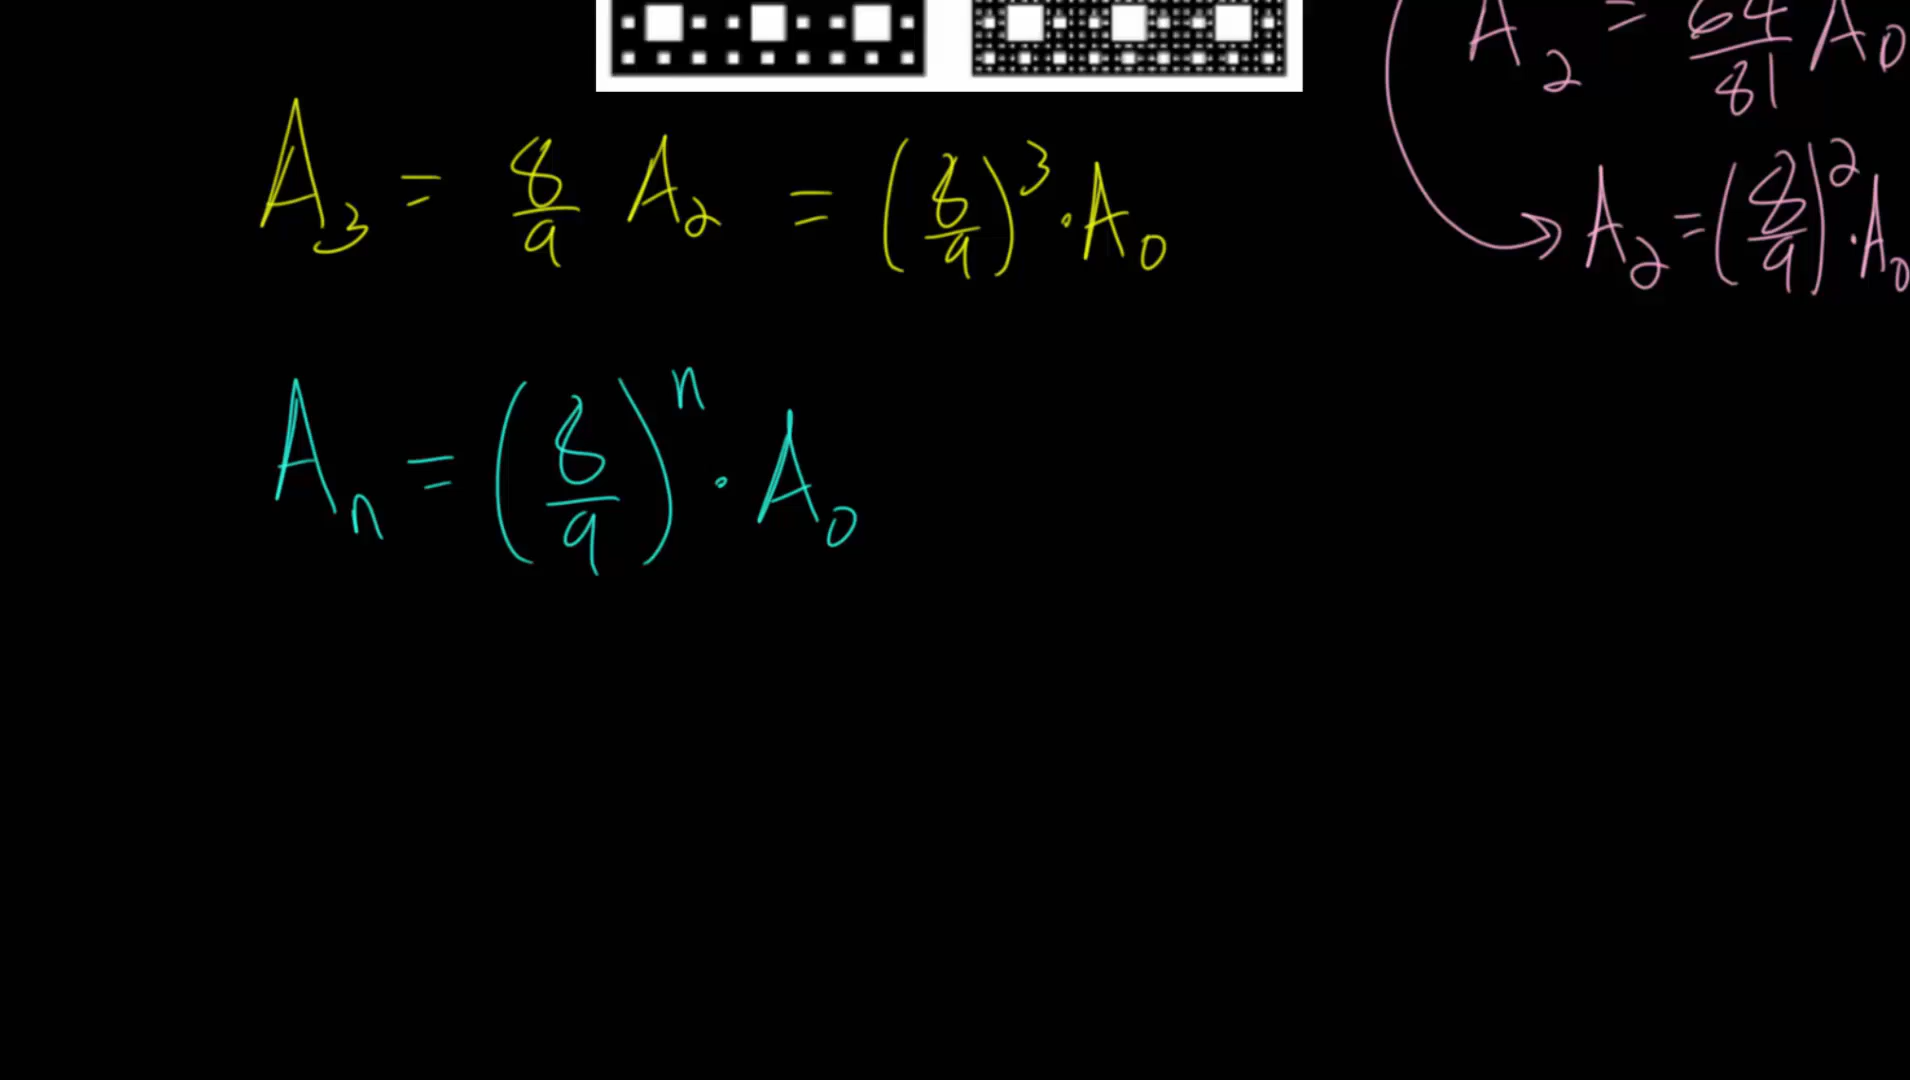 A₂ = 64/81 A₀
A₃ = 8/9 A₂ = (8/9)³ · A₀
A₂ = (8/9)² · A₀
Aₙ = (8/9)ⁿ · A₀